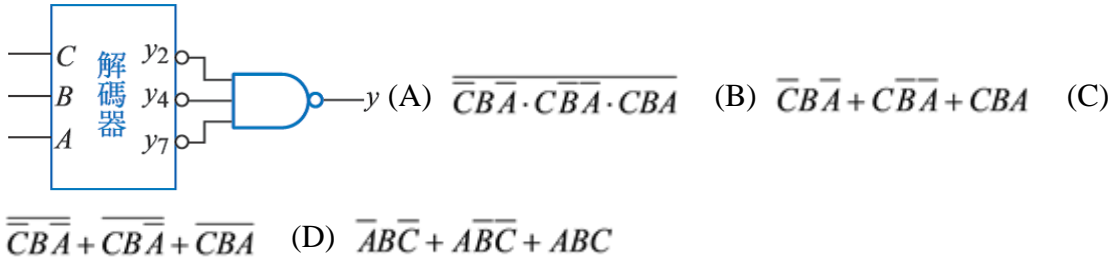 C 解碼器 y₂
B y₄ y (A) $\overline{\overline{C}B\overline{A}\cdot C\overline{B}\overline{A}\cdot CBA}$ (B) $\overline{C}B\overline{A}+C\overline{B}\overline{A}+CBA$ (C)
A y₇
$\overline{\overline{C}B\overline{A}}+\overline{CB\overline{A}}+\overline{CBA}$ (D) $\overline{A}B\overline{C}+A\overline{B}\overline{C}+ABC$